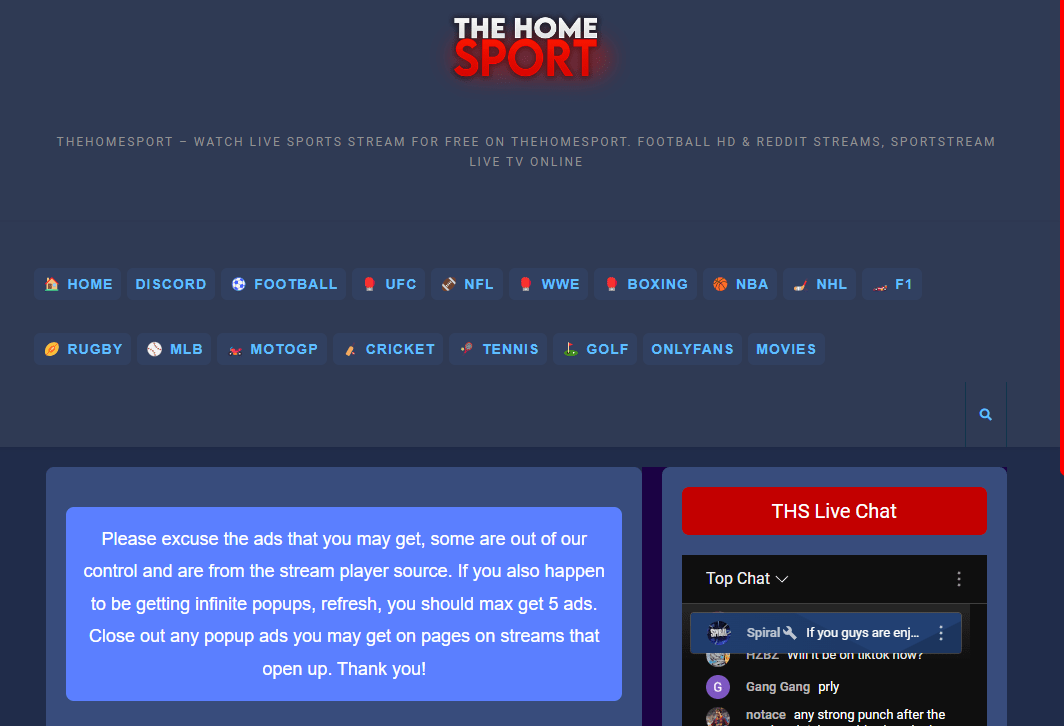 THE HOME
SPORT
THEHOMESPORT – WATCH LIVE SPORTS STREAM FOR FREE ON THEHOMESPORT. FOOTBALL HD & REDDIT STREAMS, SPORTSTREAM
LIVE TV ONLINE
HOME DISCORD FOOTBALL UFC NFL WWE BOXING NBA NHL F1
RUGBY MLB MOTOGP CRICKET TENNIS GOLF ONLYFANS MOVIES
Please excuse the ads that you may get, some are out of our
control and are from the stream player source. If you also happen
to be getting infinite popups, refresh, you should max get 5 ads.
Close out any popup ads you may get on pages on streams that
open up. Thank you!
THS Live Chat
Top Chat
SPIRAL Spiral If you guys are enj...
HZBZ Will it be on tiktok now?
G Gang Gang prly
notace any strong punch after the